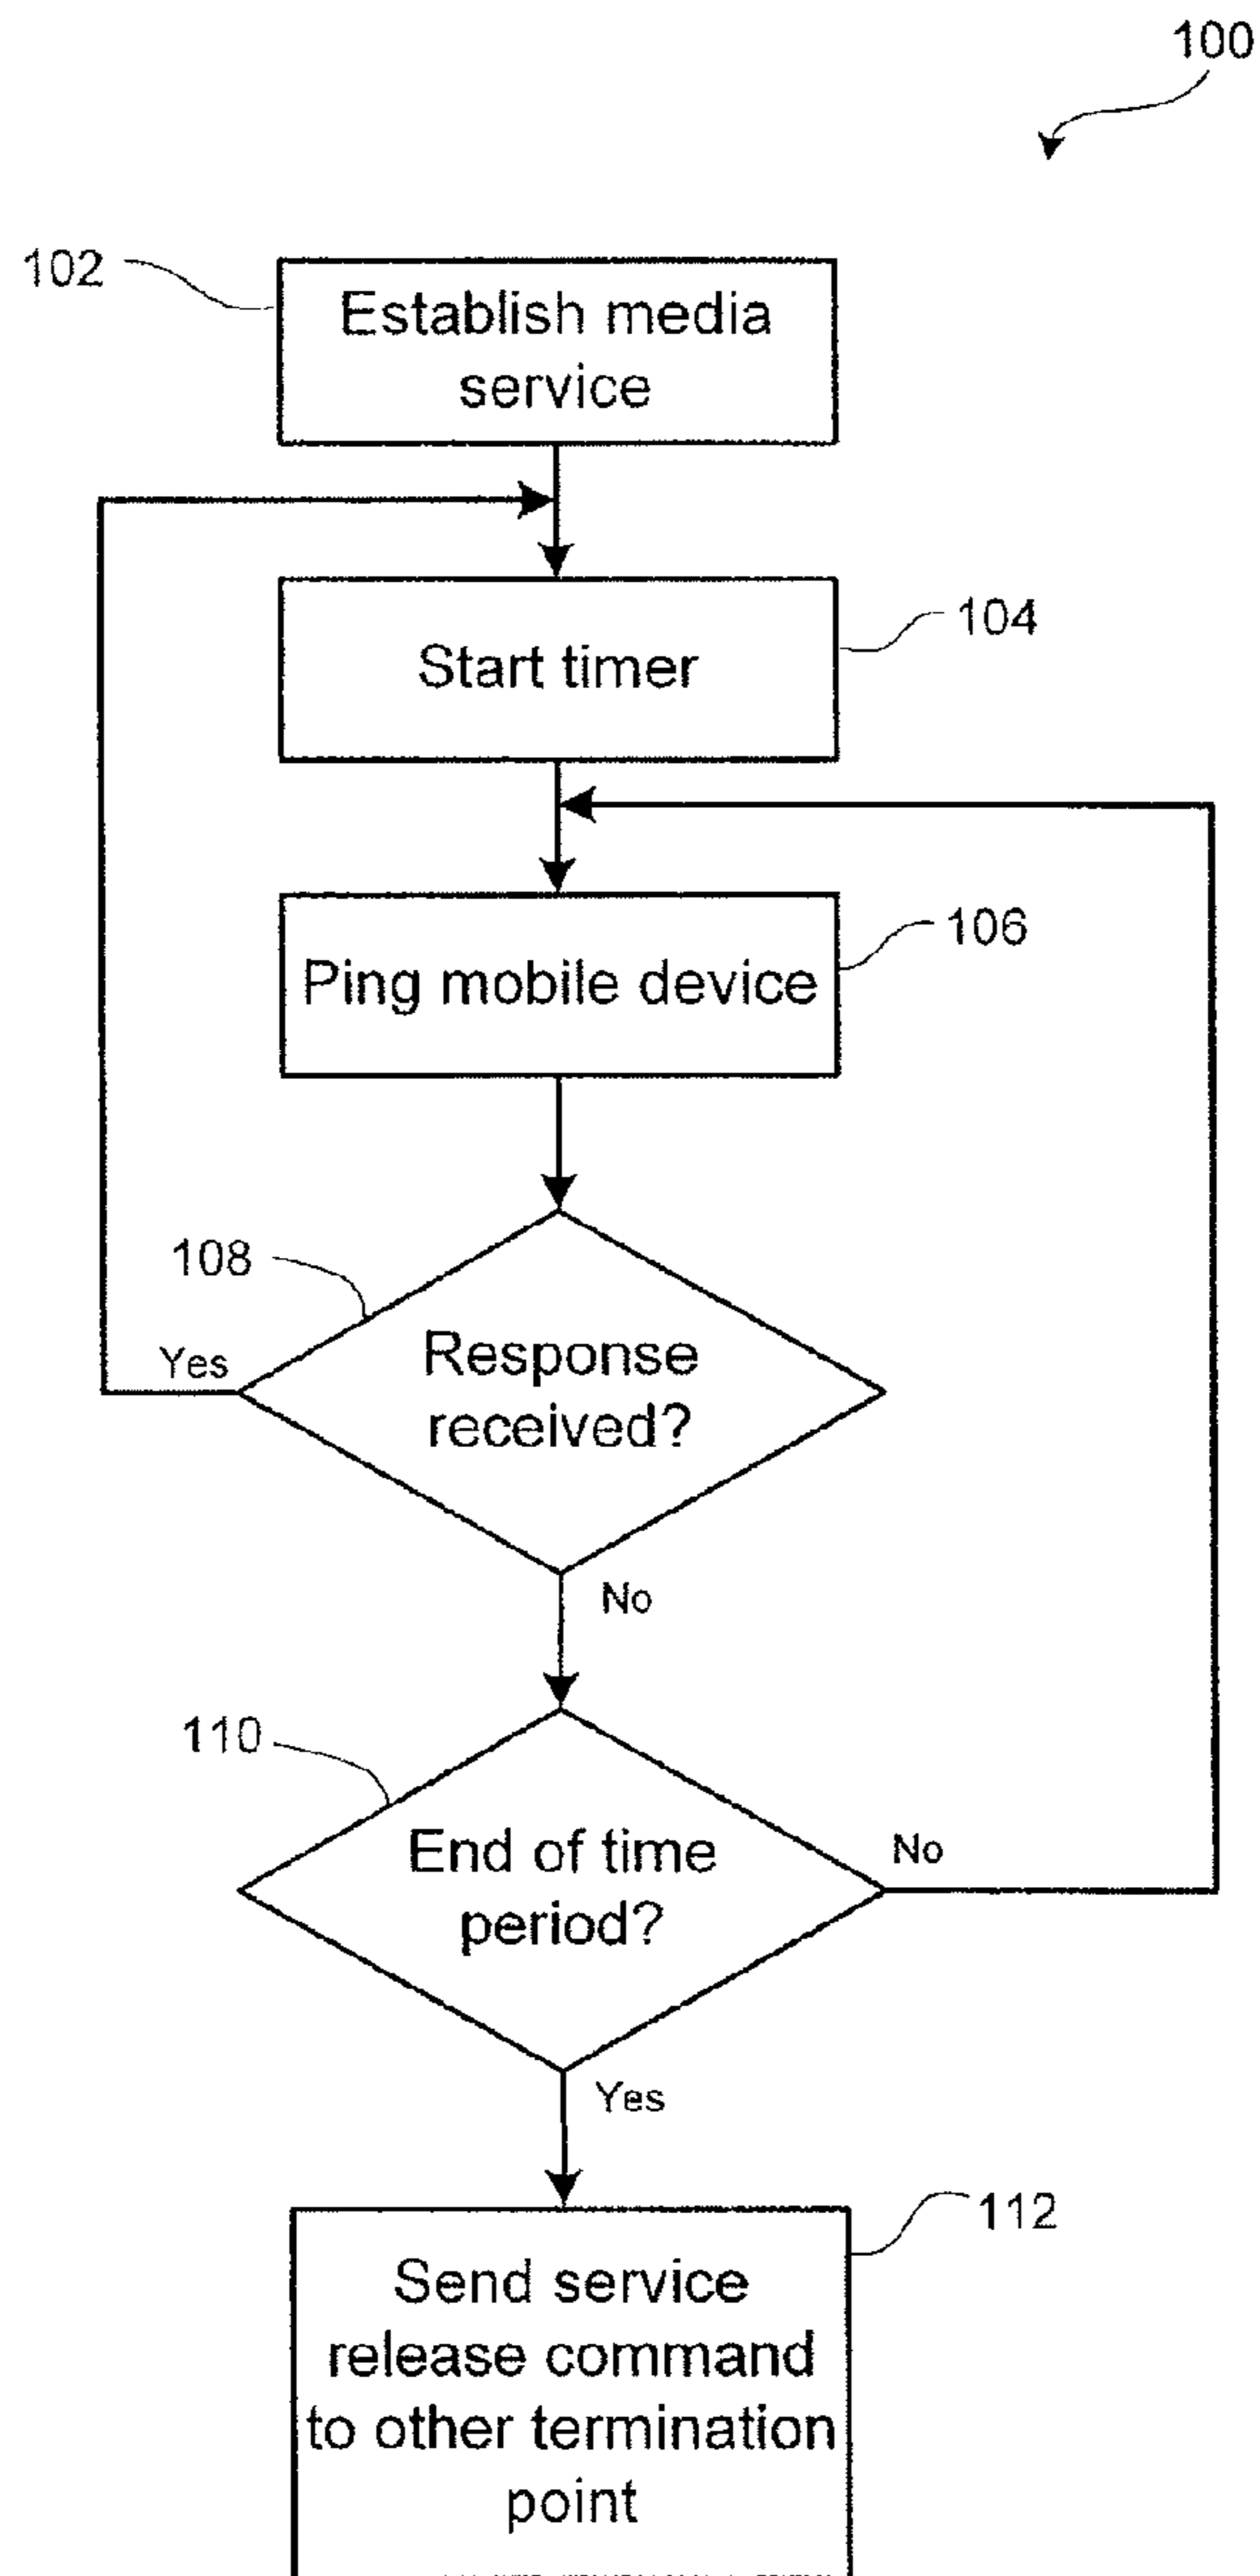 100
102
Establish media
service
104
Start timer
106
Ping mobile device
108
Yes
Response
received?
No
110
End of time
period?
No
Yes
112
Send service
release command
to other termination
point